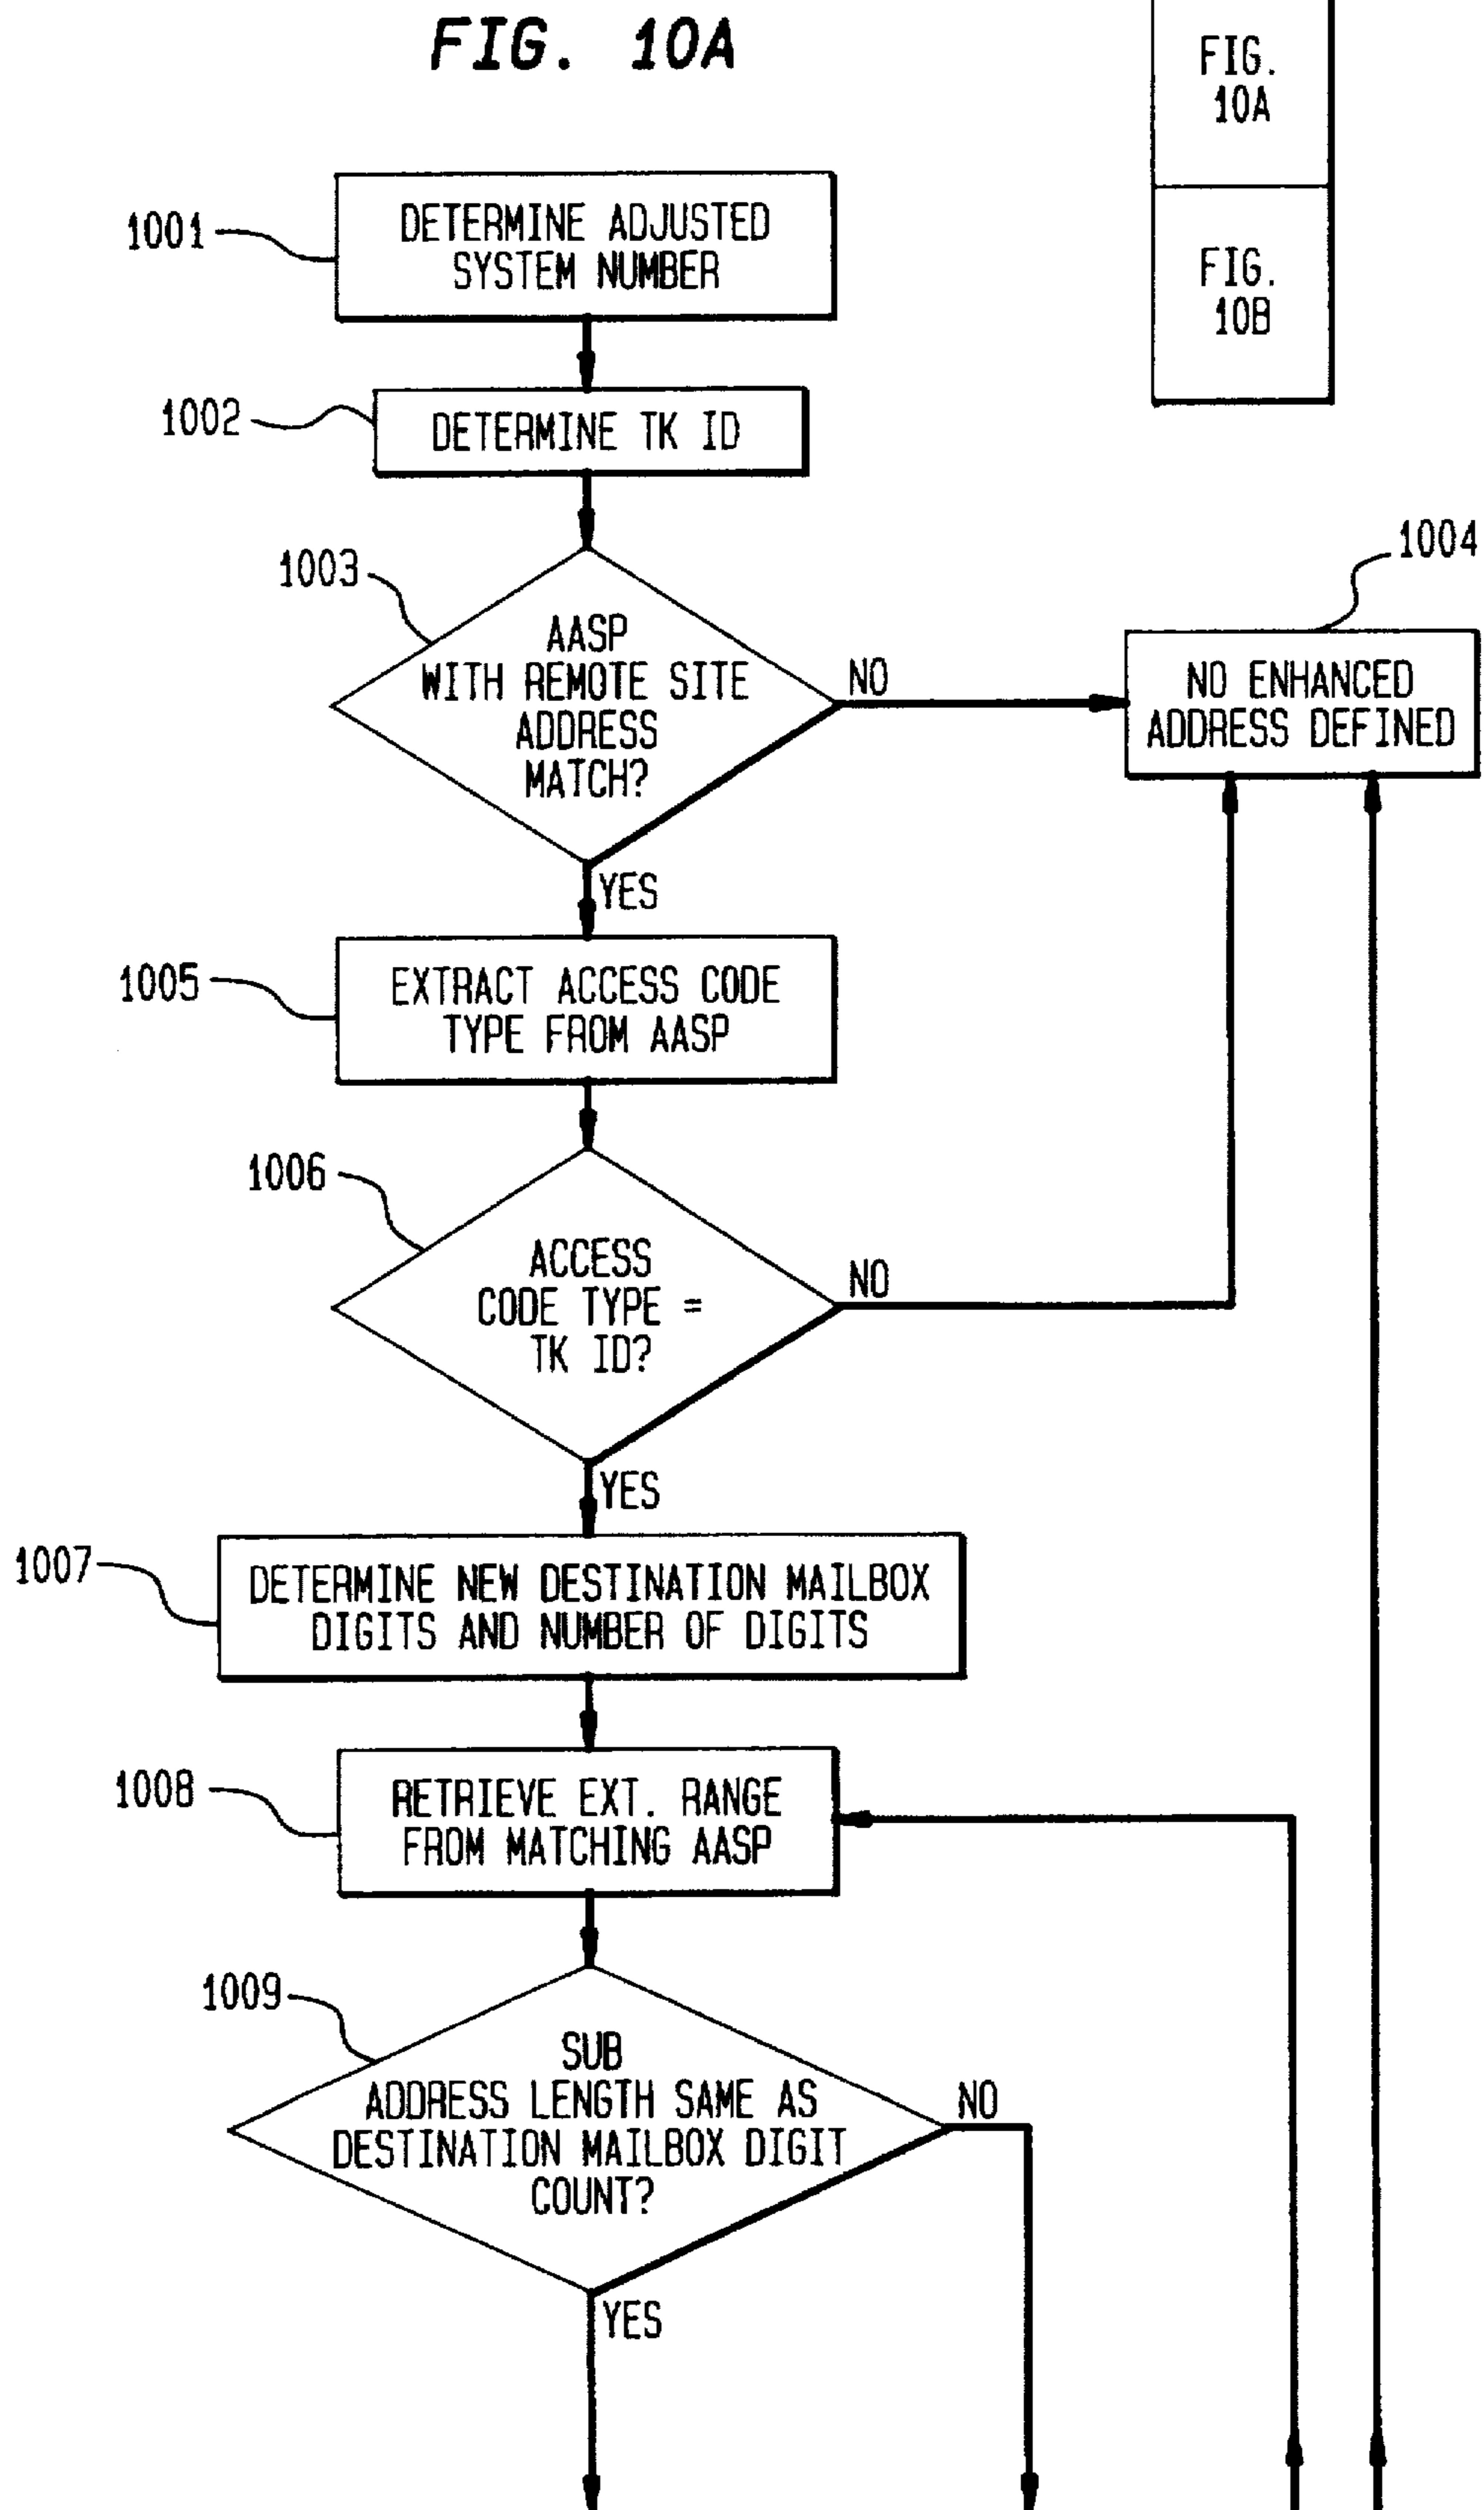 FIG. 10A
FIG.
10A
FIG.
10B
1001
DETERMINE ADJUSTED
SYSTEM NUMBER
1002
DETERMINE TK ID
1003
AASP
WITH REMOTE SITE
ADDRESS
MATCH?
NO
1004
NO ENHANCED
ADDRESS DEFINED
YES
1005
EXTRACT ACCESS CODE
TYPE FROM AASP
1006
ACCESS
CODE TYPE =
TK ID?
NO
YES
1007
DETERMINE NEW DESTINATION MAILBOX
DIGITS AND NUMBER OF DIGITS
1008
RETRIEVE EXT. RANGE
FROM MATCHING AASP
1009
SUB
ADDRESS LENGTH SAME AS
DESTINATION MAILBOX DIGIT
COUNT?
NO
YES